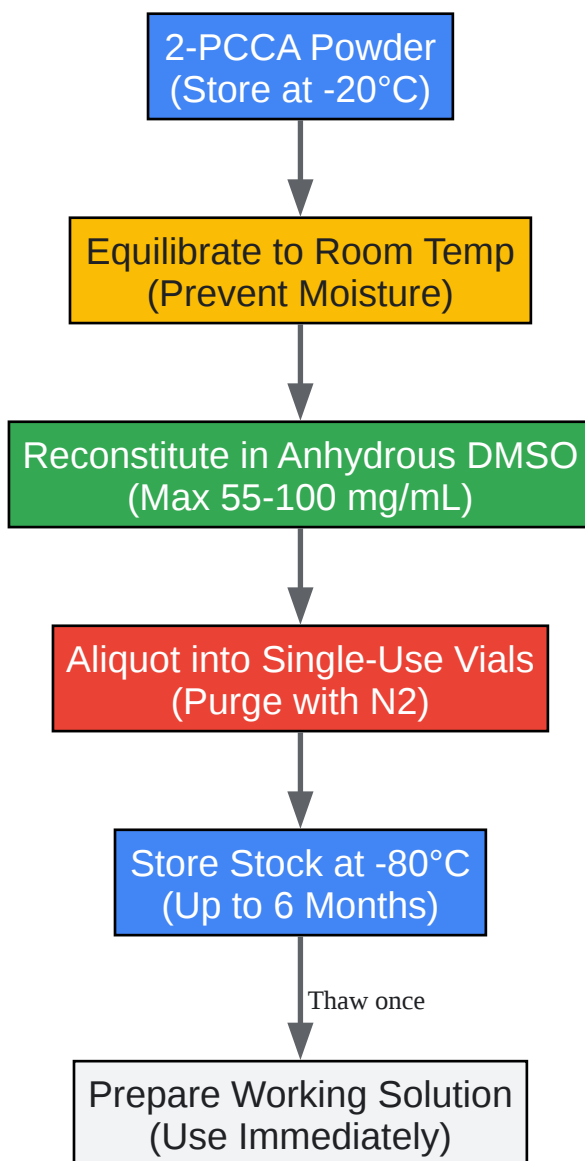 2-PCCA Powder
(Store at -20°C)
Equilibrate to Room Temp
(Prevent Moisture)
Reconstitute in Anhydrous DMSO
(Max 55-100 mg/mL)
Aliquot into Single-Use Vials
(Purge with N2)
Store Stock at -80°C
(Up to 6 Months)
Thaw once
Prepare Working Solution
(Use Immediately)